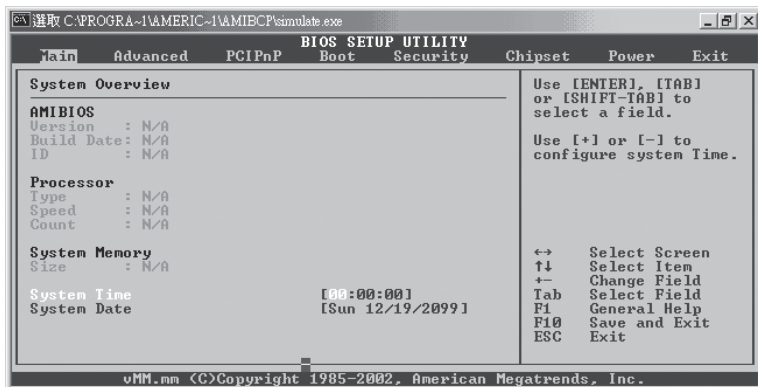 選取 C:\PROGRA~1\AMERIC~1\AMIBCP\simulate.exe
BIOS SETUP UTILITY
Main Advanced PCIPnP Boot Security Chipset Power Exit
System Overview
AMIBIOS
Version : N/A
Build Date: N/A
ID : N/A
Processor
Type : N/A
Speed : N/A
Count : N/A
System Memory
Size : N/A
System Time [00:00:00]
System Date [Sun 12/19/2099]
Use [ENTER], [TAB]
or [SHIFT-TAB] to
select a field.
Use [+] or [-] to
configure system Time.
↔ Select Screen
↑↓ Select Item
+- Change Field
Tab Select Field
F1 General Help
F10 Save and Exit
ESC Exit
vMM.mm (C)Copyright 1985-2002, American Megatrends, Inc.